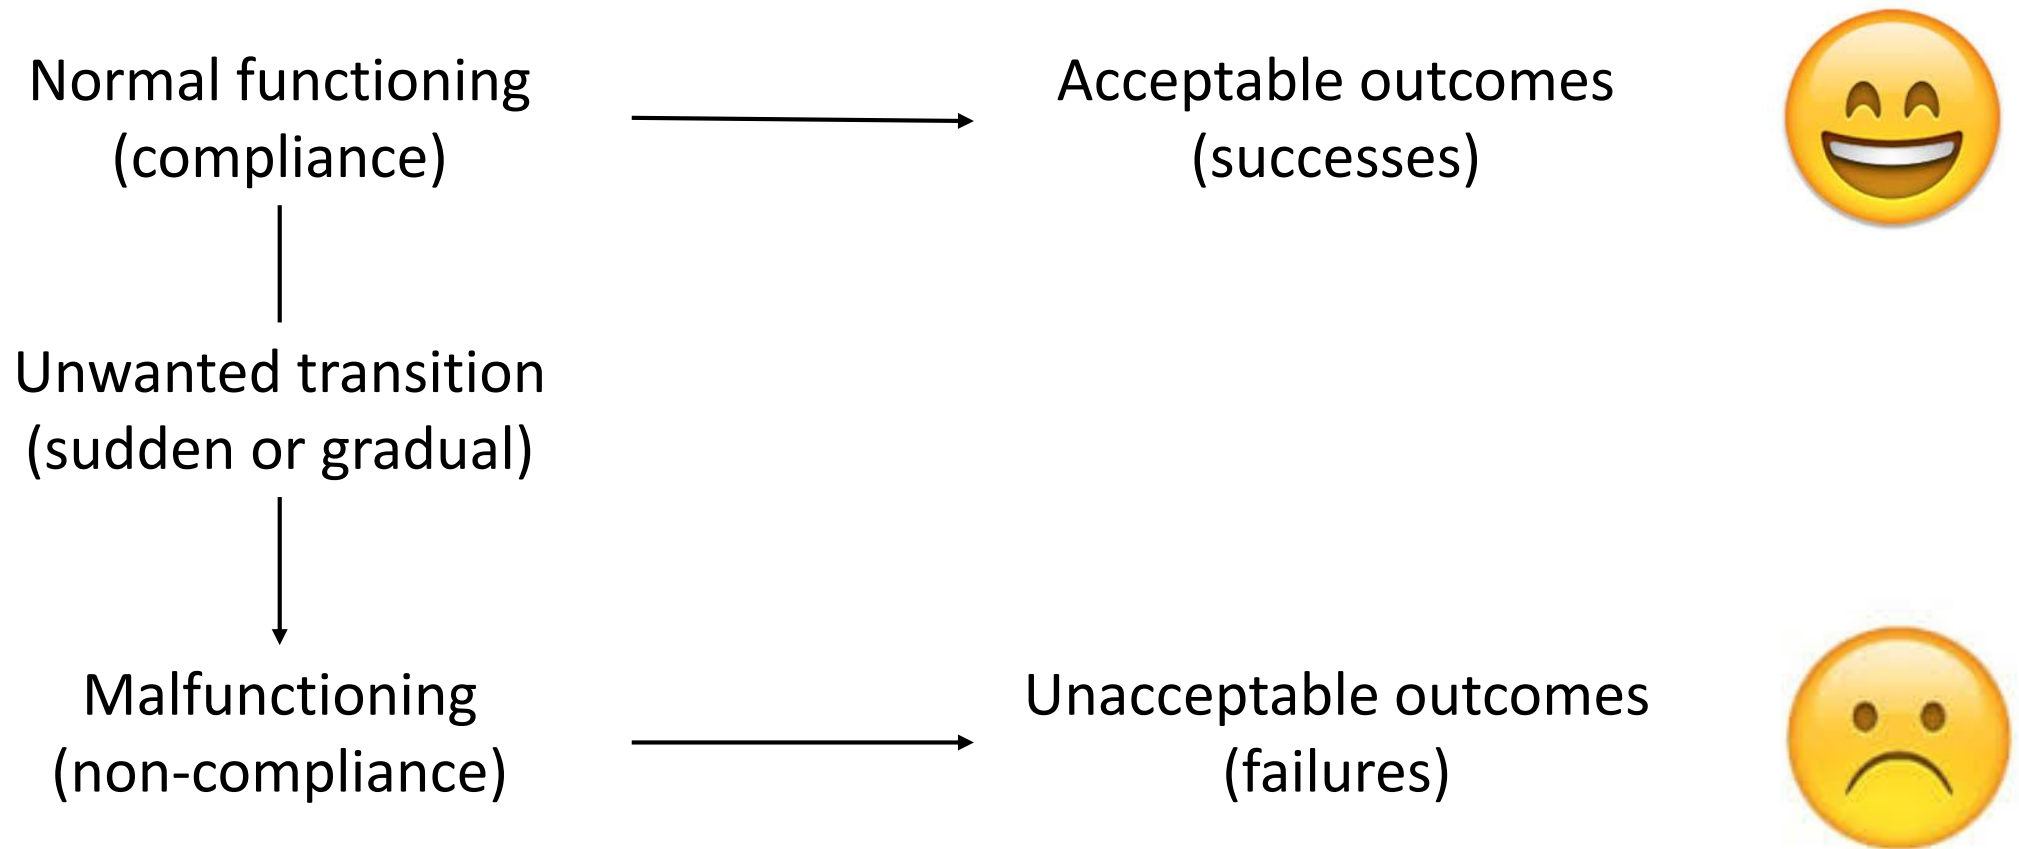 Normal functioning
(compliance)
Acceptable outcomes
(successes)
Unwanted transition
(sudden or gradual)
Malfunctioning
(non-compliance)
Unacceptable outcomes
(failures)